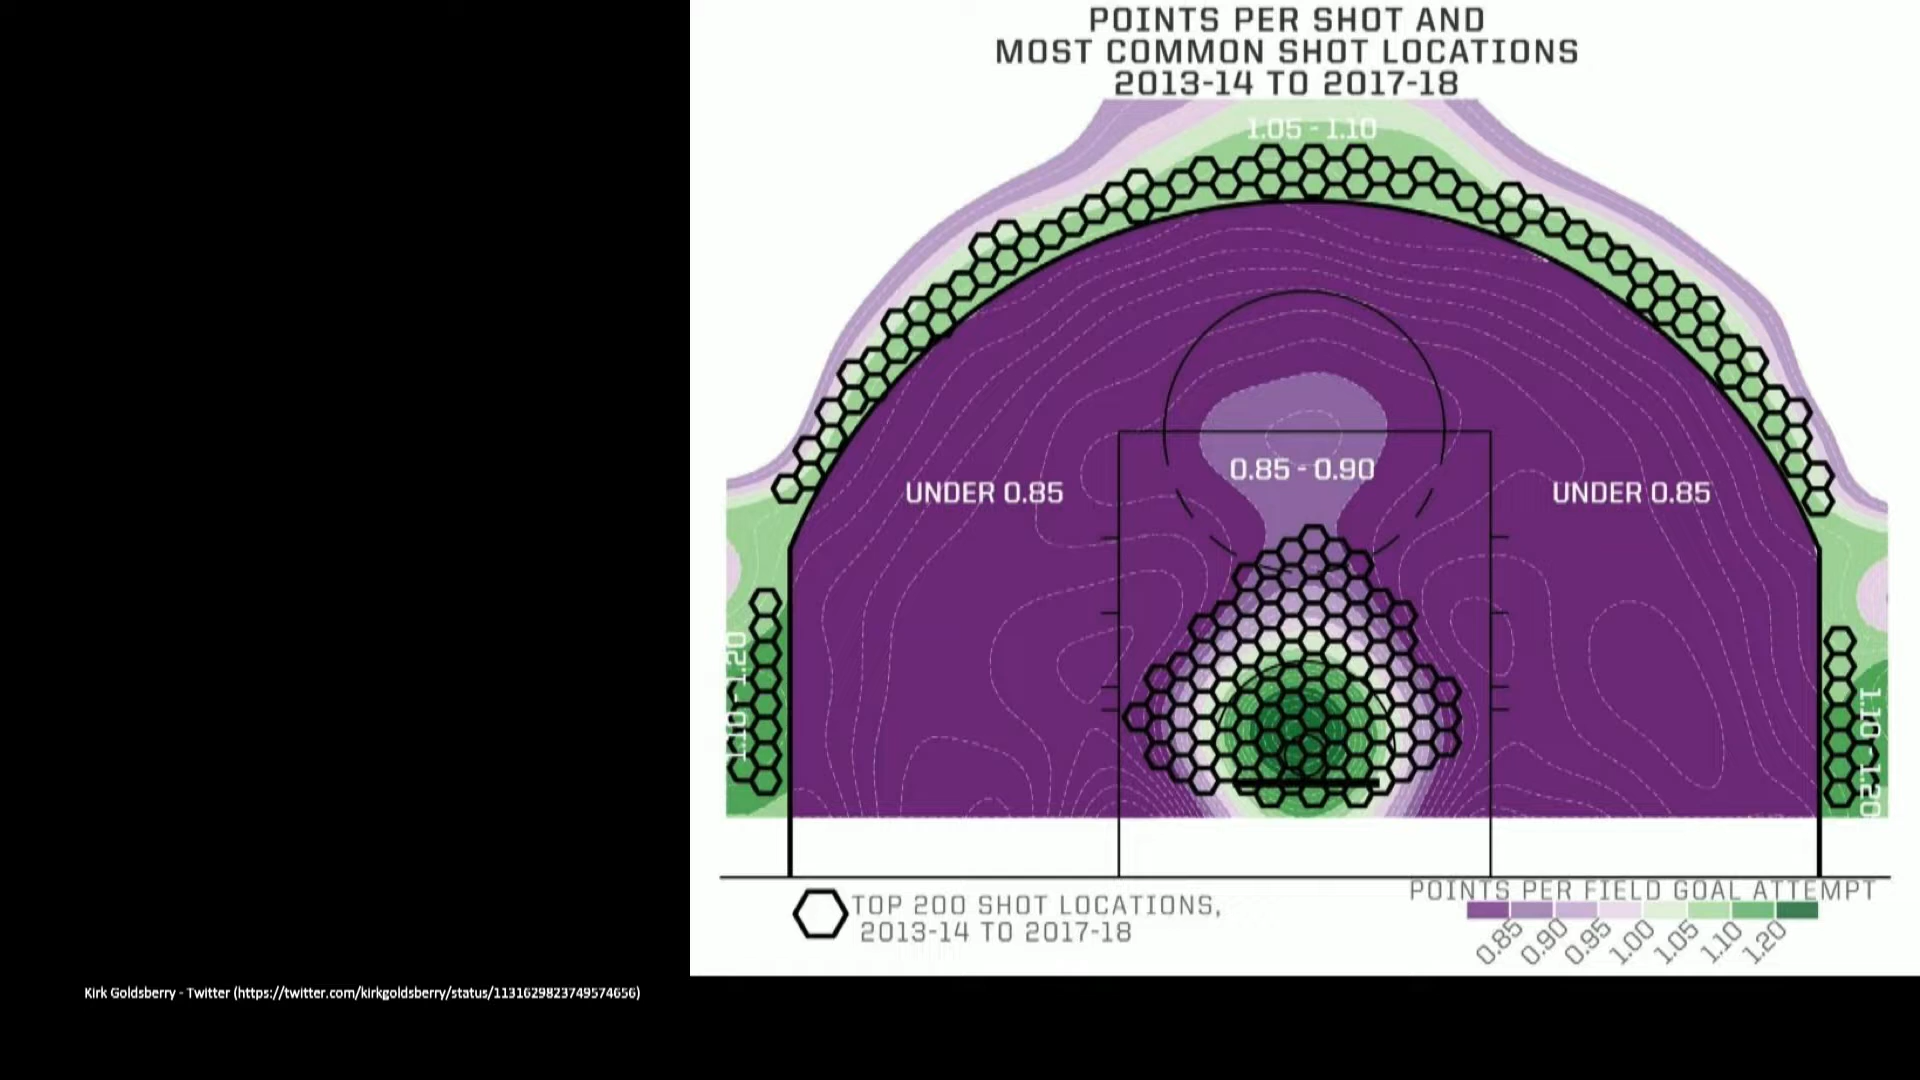 POINTS PER SHOT AND
MOST COMMON SHOT LOCATIONS
2013-14 TO 2017-18
1.05 - 1.10
0.85 - 0.90
UNDER 0.85
UNDER 0.85
1.10 - 1.20
1.10 - 1.20
TOP 200 SHOT LOCATIONS,
2013-14 TO 2017-18
POINTS PER FIELD GOAL ATTEMPT
0.85
0.90
0.95
1.00
1.05
1.10
1.20
Kirk Goldsberry - Twitter (https://twitter.com/kirkgoldsberry/status/1131629823749574656)